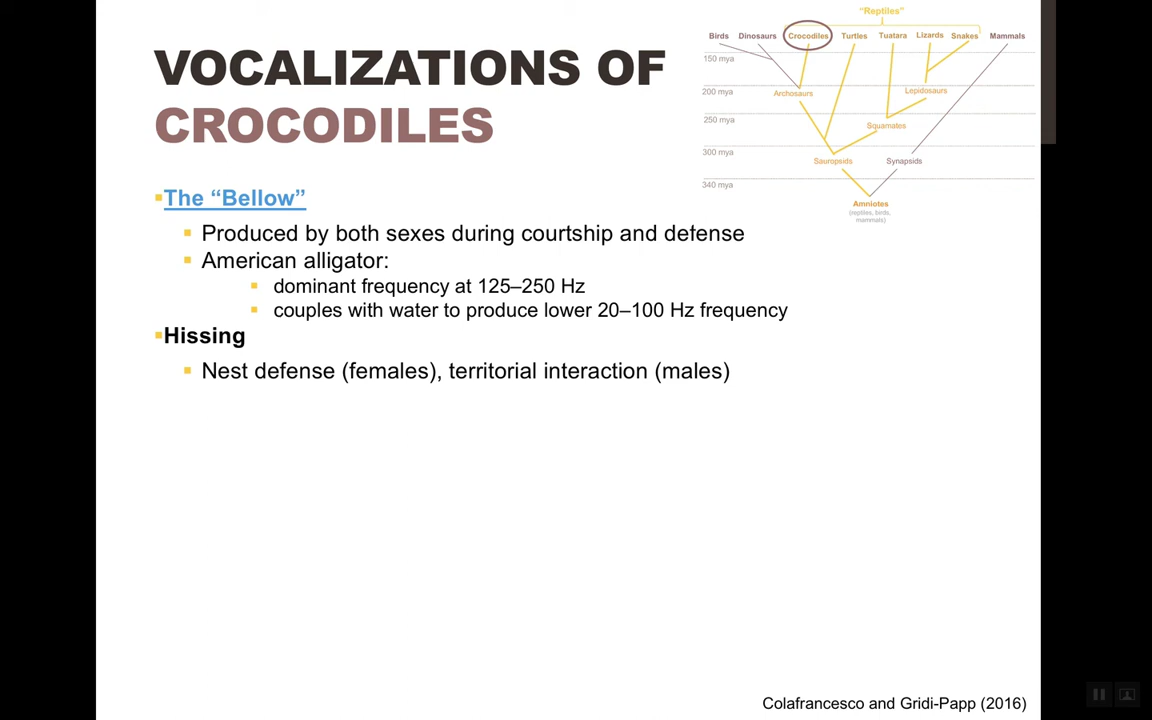 VOCALIZATIONS OF
CROCODILES
▪The “Bellow”
▪ Produced by both sexes during courtship and defense
▪ American alligator:
▪ dominant frequency at 125–250 Hz
▪ couples with water to produce lower 20–100 Hz frequency
▪Hissing
▪ Nest defense (females), territorial interaction (males)
“Reptiles”
Birds Dinosaurs Crocodiles Turtles Tuatara Lizards Snakes Mammals
150 mya
200 mya Archosaurs Lepidosaurs
250 mya Squamates
300 mya Sauropsids Synapsids
340 mya
Amniotes
(reptiles, birds,
mammals)
Colafrancesco and Gridi-Papp (2016)